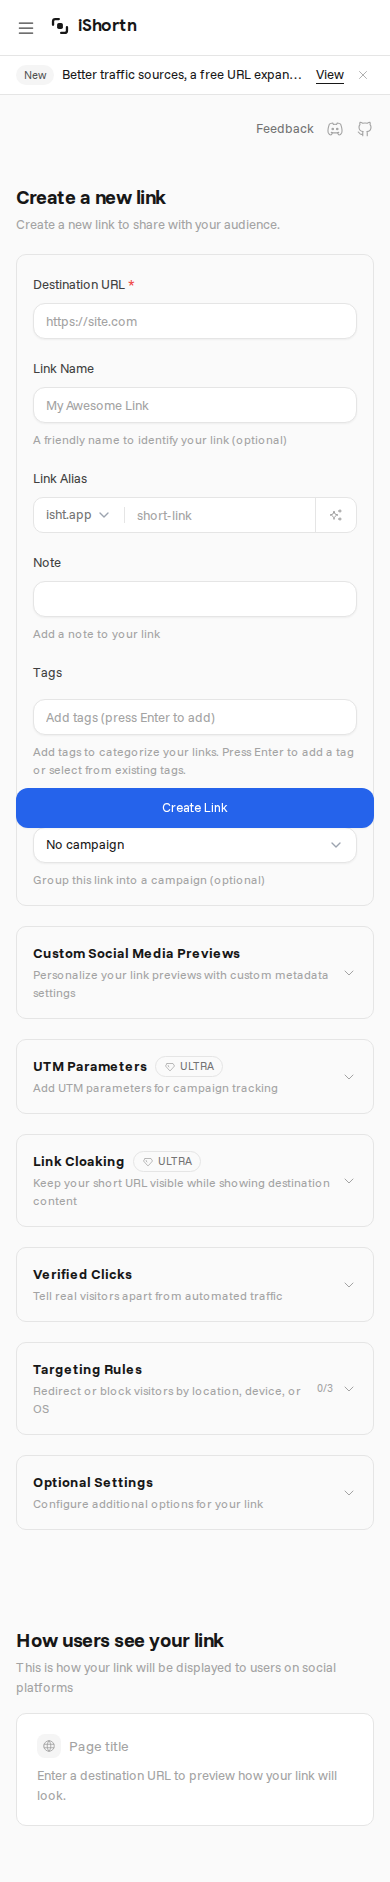 iShortn
New
Better traffic sources, a free URL expan...
View
Feedback
Create a new link
Create a new link to share with your audience.
Destination URL *
https://site.com
Link Name
My Awesome Link
A friendly name to identify your link (optional)
Link Alias
isht.app
short-link
Note
Add a note to your link
Tags
Add tags (press Enter to add)
Add tags to categorize your links. Press Enter to add a tag
or select from existing tags.
Create Link
No campaign
Group this link into a campaign (optional)
Custom Social Media Previews
Personalize your link previews with custom metadata
settings
UTM Parameters
ULTRA
Add UTM parameters for campaign tracking
Link Cloaking
ULTRA
Keep your short URL visible while showing destination
content
Verified Clicks
Tell real visitors apart from automated traffic
Targeting Rules
Redirect or block visitors by location, device, or
OS
0/3
Optional Settings
Configure additional options for your link
How users see your link
This is how your link will be displayed to users on social
platforms
Page title
Enter a destination URL to preview how your link will
look.